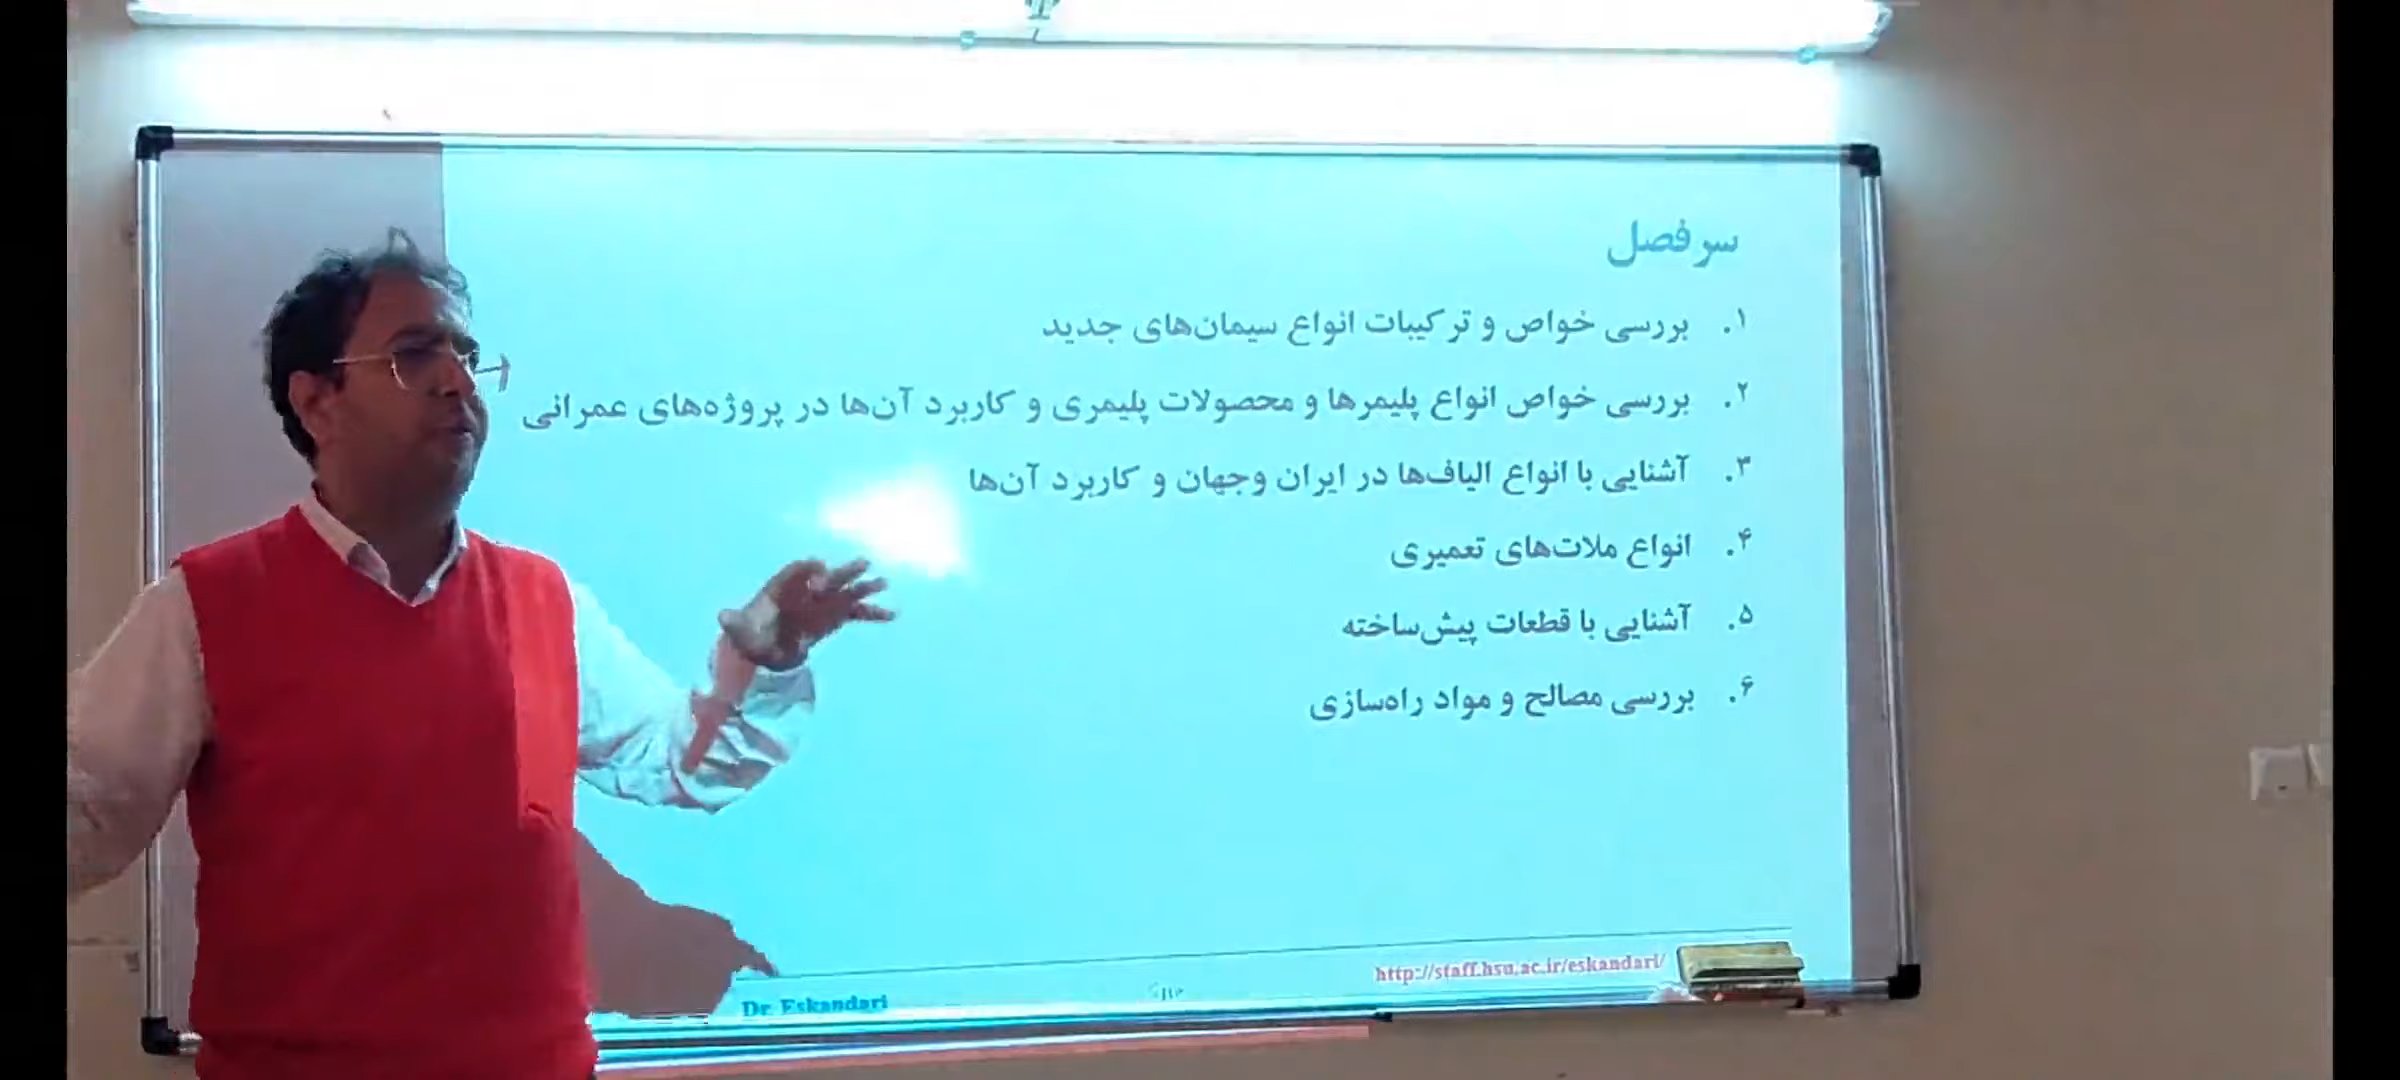 سرفصل
۱. بررسی خواص و ترکیبات انواع سیمان‌های جدید
۲. بررسی خواص انواع پلیمرها و محصولات پلیمری و کاربرد آن‌ها در پروژه‌های عمرانی
۳. آشنایی با انواع الیاف‌ها در ایران وجهان و کاربرد آن‌ها
۴. انواع ملات‌های تعمیری
۵. آشنایی با قطعات پیش‌ساخته
۶. بررسی مصالح و مواد راه‌سازی
http://staff.hsu.ac.ir/eskandari/
Dr. Eskandari